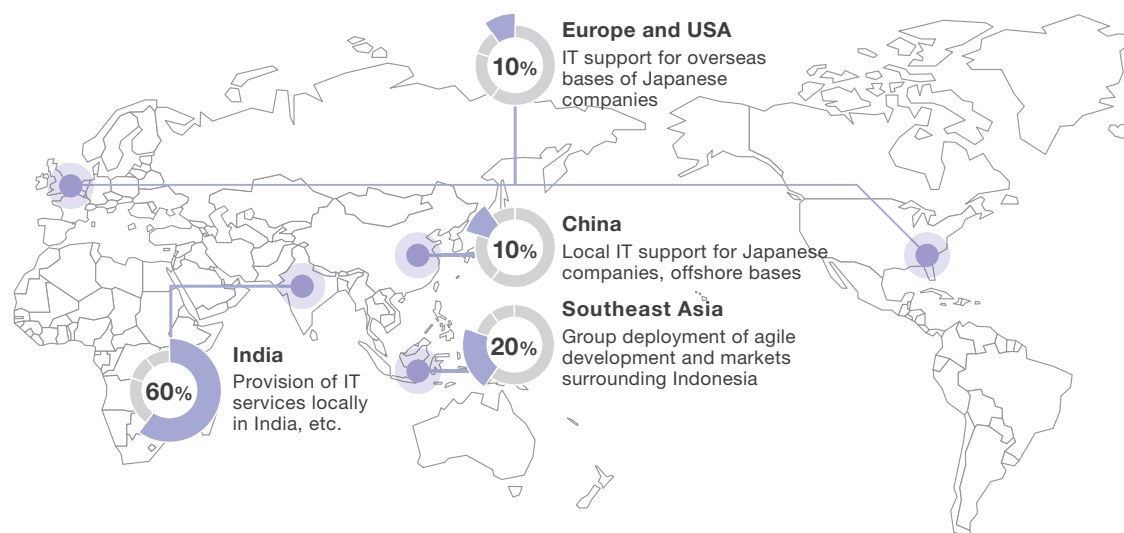 10%
Europe and USA
IT support for overseas
bases of Japanese
companies
10%
China
Local IT support for Japanese
companies, offshore bases
20%
Southeast Asia
Group deployment of agile
development and markets
surrounding Indonesia
60%
India
Provision of IT
services locally
in India, etc.